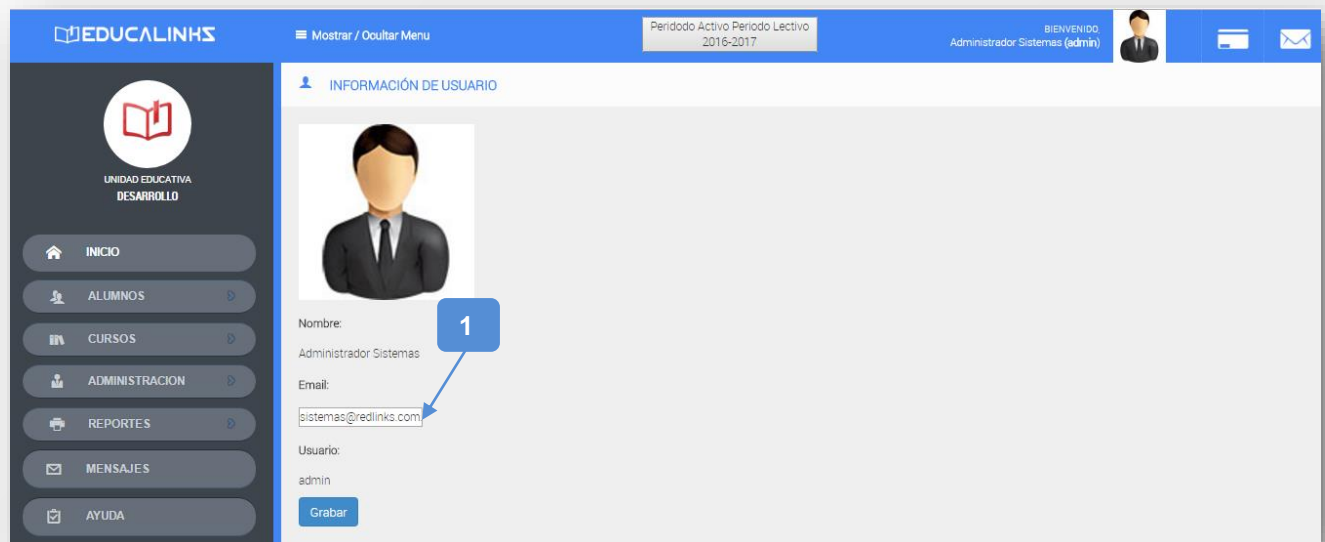 EDUCALINKS
Mostrar / Ocultar Menu
Peridodo Activo Periodo Lectivo
2016-2017
BIENVENIDO,
Administrador Sistemas (admin)
UNIDAD EDUCATIVA
DESARROLLO
INICIO
ALUMNOS
CURSOS
ADMINISTRACION
REPORTES
MENSAJES
AYUDA
INFORMACIÓN DE USUARIO
Nombre:
1
Administrador Sistemas
Email:
sistemas@redlinks.com
Usuario:
admin
Grabar